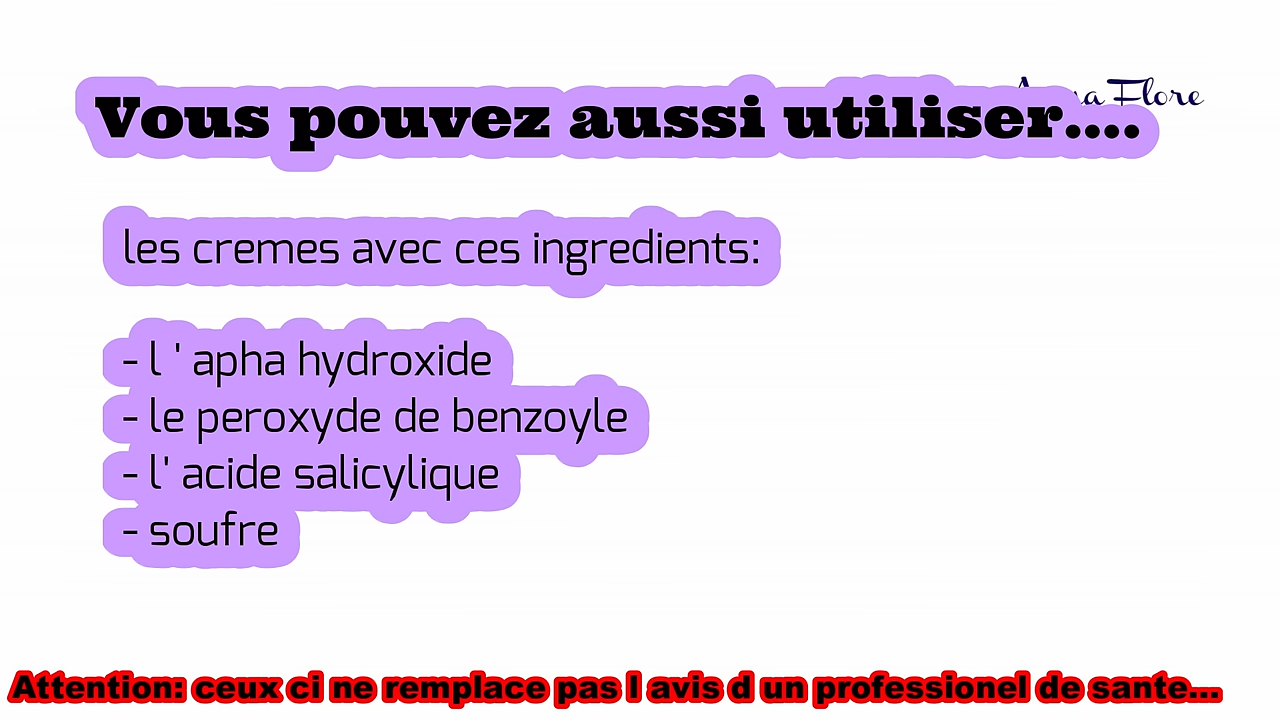 Vous pouvez aussi utiliser....
Flore
les cremes avec ces ingredients:
- l ' apha hydroxide
- le peroxyde de benzoyle
- l' acide salicylique
- soufre
Attention: ceux ci ne remplace pas l avis d un professionel de sante...